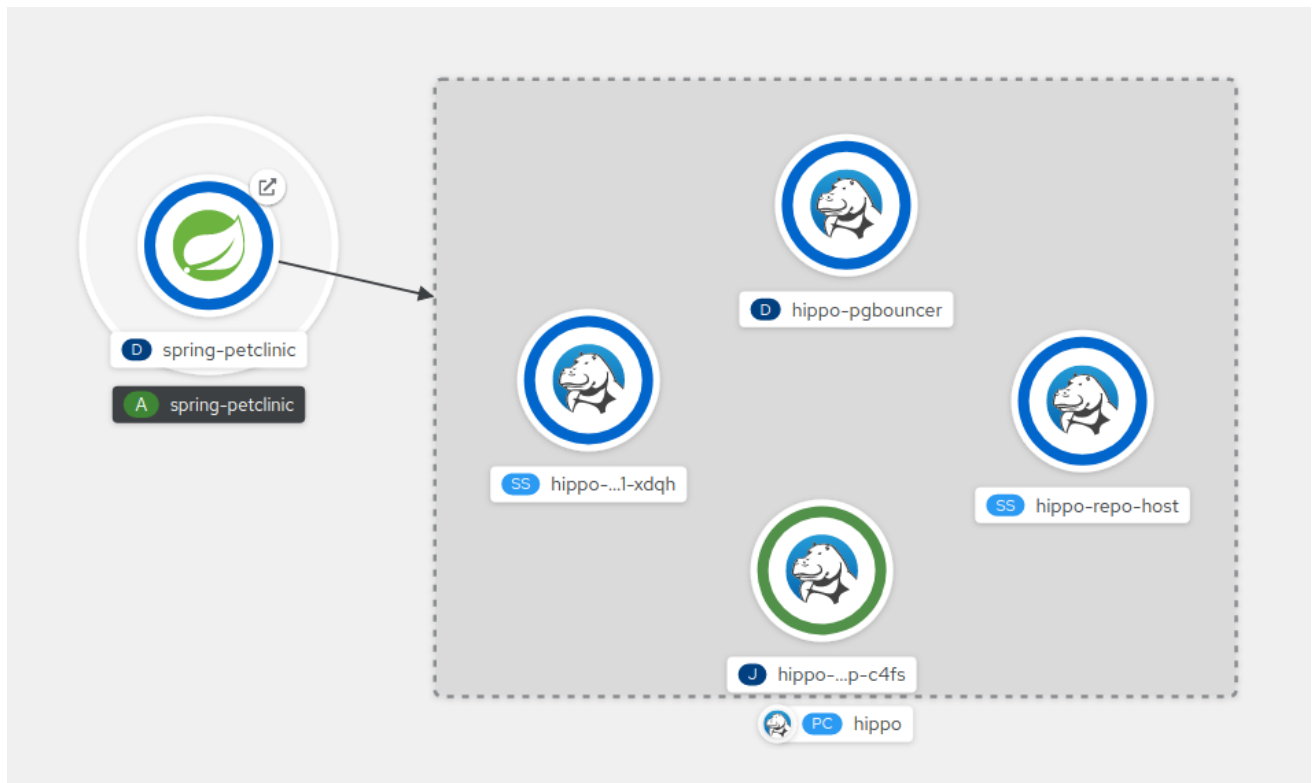 D spring-petclinic
A spring-petclinic
D hippo-pgbouncer
SS hippo-...1-xdqh
SS hippo-repo-host
J hippo-...p-c4fs
PC hippo